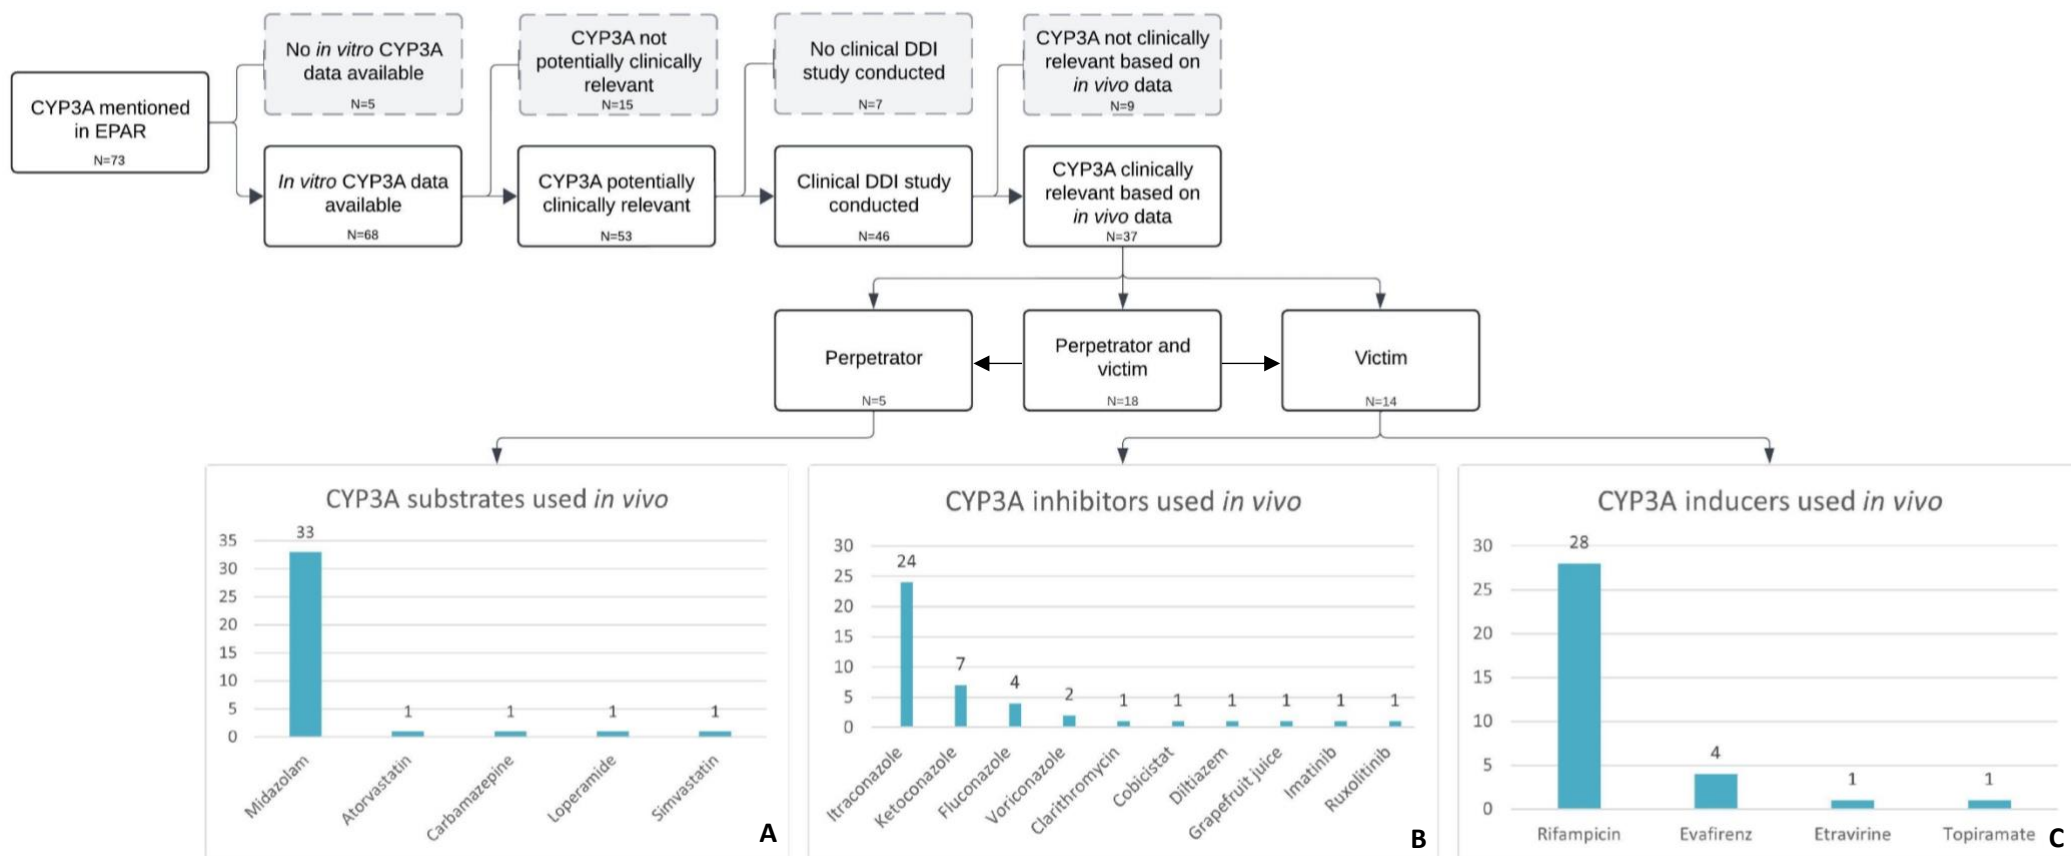 CYP3A mentioned
in EPAR
N=73
No in vitro CYP3A
data available
N=5
In vitro CYP3A data
available
N=68
CYP3A not
potentially clinically
relevant
N=15
CYP3A potentially
clinically relevant
N=53
No clinical DDI
study conducted
N=7
Clinical DDI study
conducted
N=46
CYP3A not clinically
relevant based on
in vivo data
N=9
CYP3A clinically
relevant based on
in vivo data
N=37
Perpetrator
N=5
Perpetrator and
victim
N=18
Victim
N=14
CYP3A substrates used in vivo
35
30
25
20
15
10
5
0
33
1
1
1
1
Midazolam
Atorvastatin
Carbamazepine
Loperamide
Simvastatin
A
CYP3A inhibitors used in vivo
30
25
20
15
10
5
0
24
7
4
2
1
1
1
1
1
1
Itraconazole
Ketoconazole
Fluconazole
Voriconazole
Clarithromycin
Cobicistat
Diltiazem
Grapefruit juice
Imatinib
Ruxolitinib
B
CYP3A inducers used in vivo
30
25
20
15
10
5
0
28
4
1
1
Rifampicin
Evafirenz
Etravirine
Topiramate
C